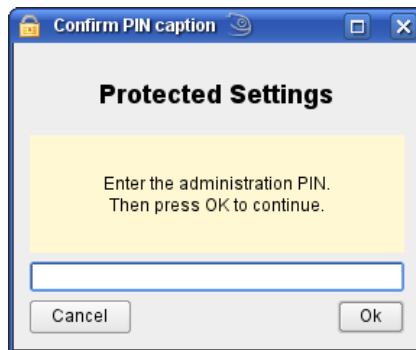 Confirm PIN caption
Protected Settings
Enter the administration PIN.
Then press OK to continue.
Cancel
Ok